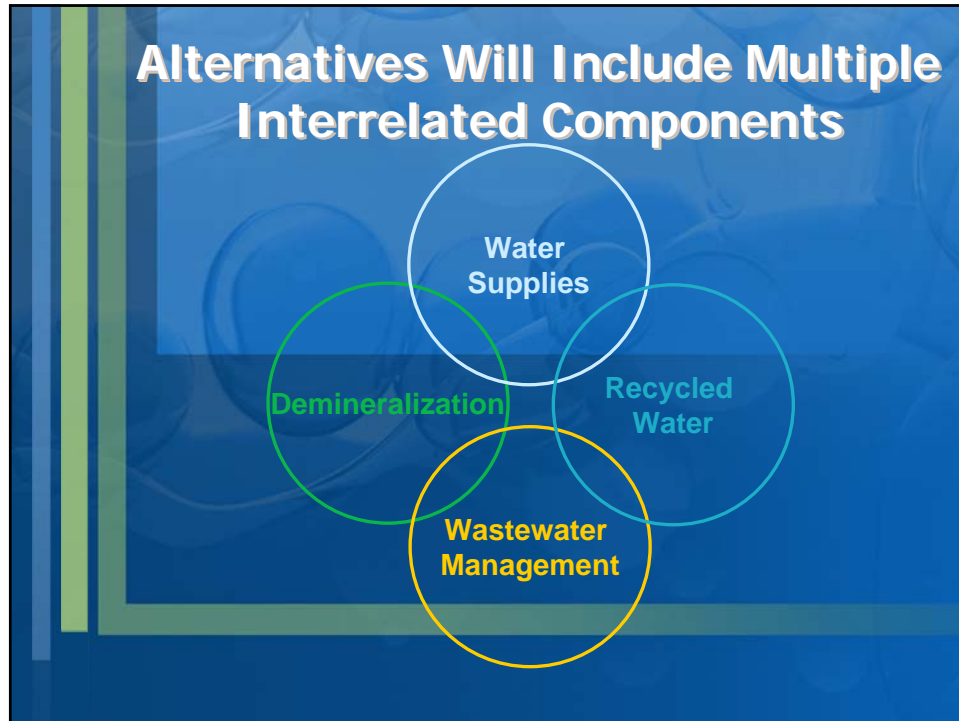 Alternatives Will Include Multiple
Interrelated Components
Water
Supplies
Demineralization
Recycled
Water
Wastewater
Management